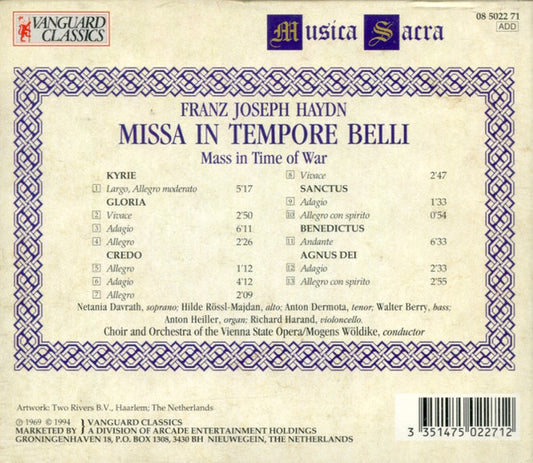 VANGUARD
CLASSICS
Musica Sacra
08 5022 71
ADD
FRANZ JOSEPH HAYDN
MISSA IN TEMPORE BELLI
Mass in Time of War
KYRIE
1 Largo, Allegro moderato 5'17
GLORIA
2 Vivace 2'50
3 Adagio 6'11
4 Allegro 2'26
CREDO
5 Allegro 1'12
6 Adagio 4'12
7 Allegro 2'09
8 Vivace 2'47
SANCTUS
9 Adagio 1'33
10 Allegro con spirito 0'54
BENEDICTUS
11 Andante 6'33
AGNUS DEI
12 Adagio 2'33
13 Allegro con spirito 2'55
Netania Davrath, soprano; Hilde Rössl-Majdan, alto; Anton Dermota, tenor; Walter Berry, bass;
Anton Heiller, organ; Richard Harand, violoncello.
Choir and Orchestra of the Vienna State Opera/Mogens Wöldike, conductor
Artwork: Two Rivers B.V., Haarlem; The Netherlands
℗ 1969 © 1994 } VANGUARD CLASSICS
MARKETED BY } A DIVISION OF ARCADE ENTERTAINMENT HOLDINGS
GRONINGENHAVEN 18, P.O. BOX 1308, 3430 BH NIEUWEGEIN, THE NETHERLANDS
3 351475 022712